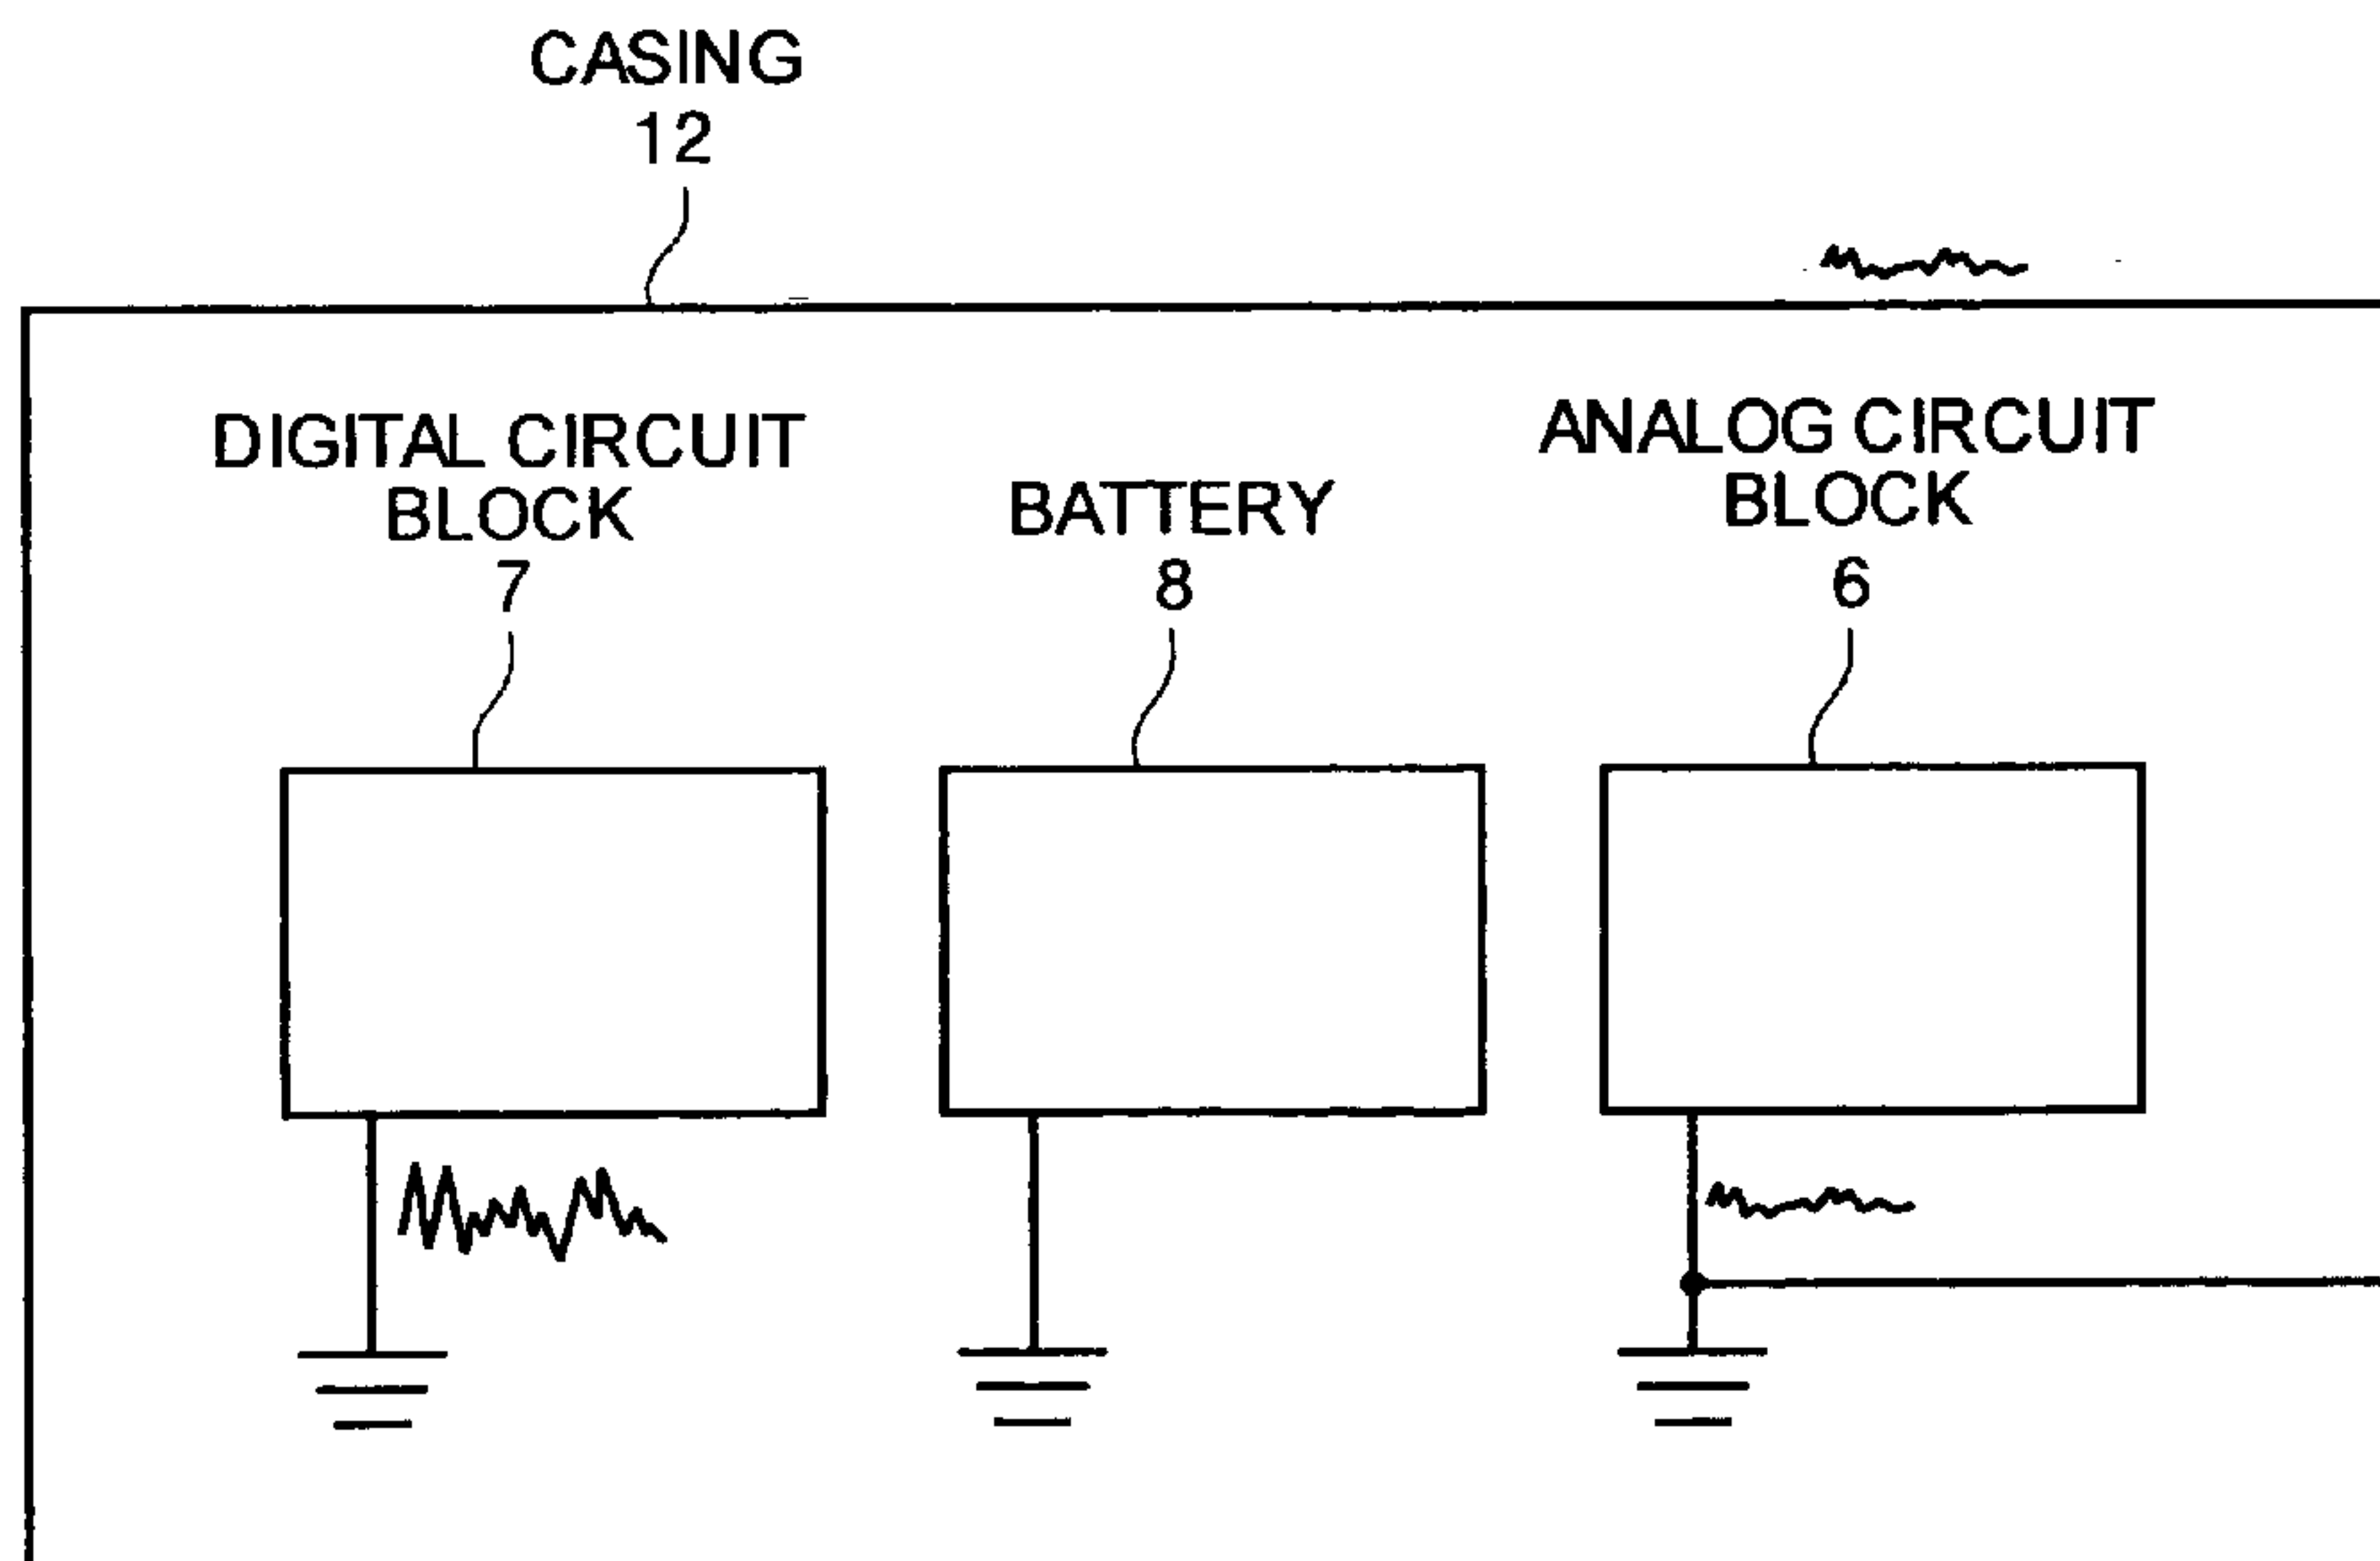 CASING
12
DIGITAL CIRCUIT
BLOCK
7
BATTERY
8
ANALOG CIRCUIT
BLOCK
6